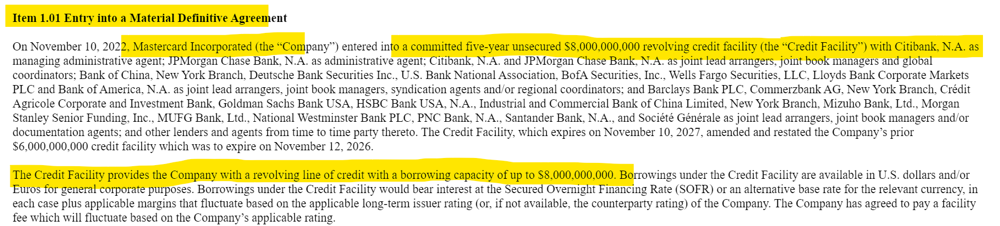 Item 1.01 Entry into a Material Definitive Agreement
On November 10, 2022, Mastercard Incorporated (the “Company”) entered into a committed five-year unsecured $8,000,000,000 revolving credit facility (the “Credit Facility”) with Citibank, N.A. as
managing administrative agent; JPMorgan Chase Bank, N.A. as administrative agent; Citibank, N.A. and JPMorgan Chase Bank, N.A. as joint lead arrangers, joint book managers and global
coordinators; Bank of China, New York Branch, Deutsche Bank Securities Inc., U.S. Bank National Association, BofA Securities, Inc., Wells Fargo Securities, LLC, Lloyds Bank Corporate Markets
PLC and Bank of America, N.A. as joint lead arrangers, joint book managers, syndication agents and/or regional coordinators; and Barclays Bank PLC, Commerzbank AG, New York Branch, Crédit
Agricole Corporate and Investment Bank, Goldman Sachs Bank USA, HSBC Bank USA, N.A., Industrial and Commercial Bank of China Limited, New York Branch, Mizuho Bank, Ltd., Morgan
Stanley Senior Funding, Inc., MUFG Bank, Ltd., National Westminster Bank PLC, PNC Bank, N.A., Santander Bank, N.A., and Société Générale as joint lead arrangers, joint book managers and/or
documentation agents; and other lenders and agents from time to time party thereto. The Credit Facility, which expires on November 10, 2027, amended and restated the Company’s prior
$6,000,000,000 credit facility which was to expire on November 12, 2026.
The Credit Facility provides the Company with a revolving line of credit with a borrowing capacity of up to $8,000,000,000. Borrowings under the Credit Facility are available in U.S. dollars and/or
Euros for general corporate purposes. Borrowings under the Credit Facility would bear interest at the Secured Overnight Financing Rate (SOFR) or an alternative base rate for the relevant currency, in
each case plus applicable margins that fluctuate based on the applicable long-term issuer rating (or, if not available, the counterparty rating) of the Company. The Company has agreed to pay a facility
fee which will fluctuate based on the Company’s applicable rating.